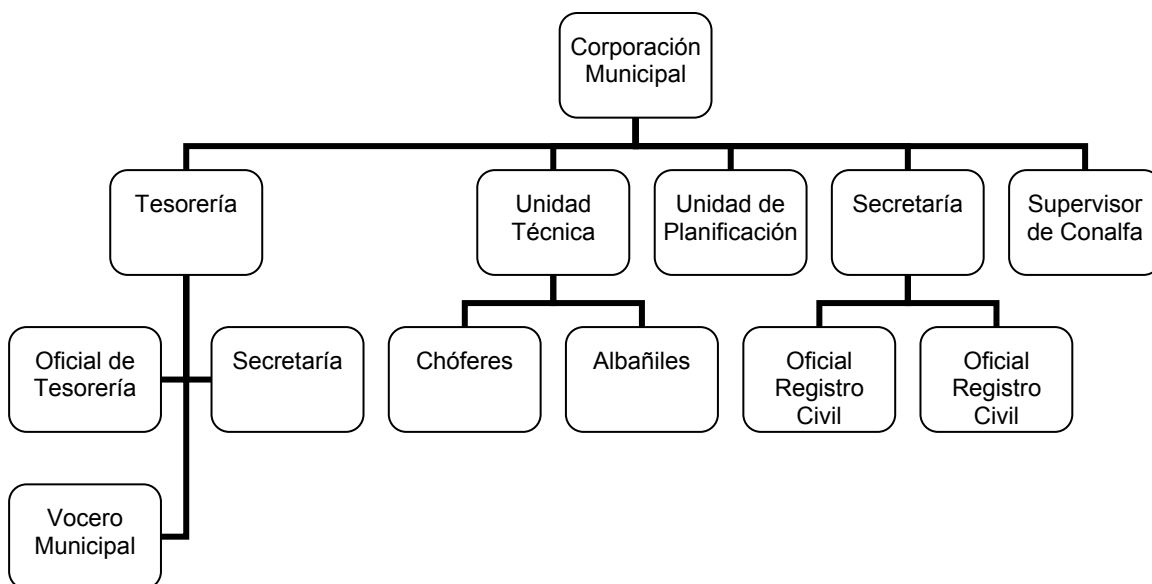 Corporación
Municipal
Tesorería
Unidad
Técnica
Unidad de
Planificación
Secretaría
Supervisor
de Conalfa
Oficial de
Tesorería
Secretaría
Chóferes
Albañiles
Oficial
Registro
Civil
Oficial
Registro
Civil
Vocero
Municipal